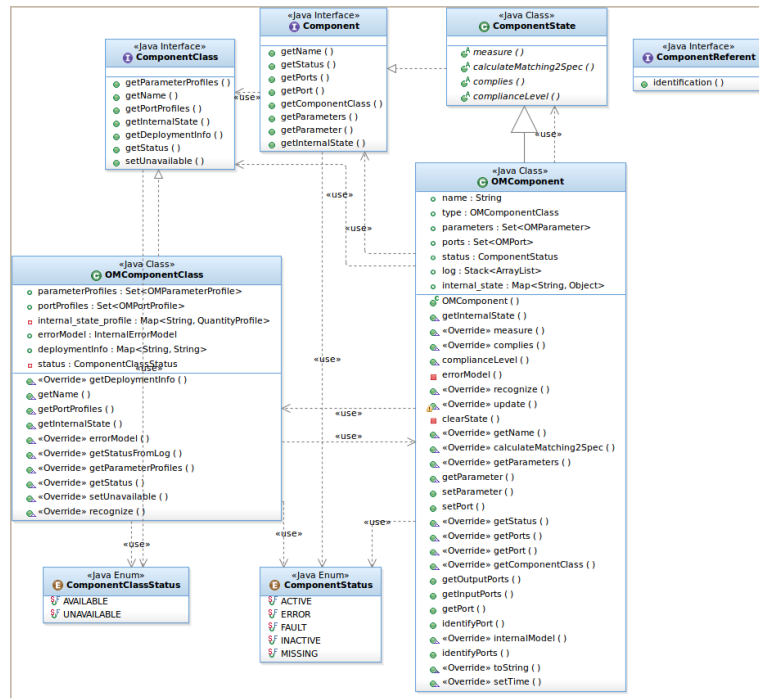 «Java Interface»
ComponentClass
getParameterProfiles ( )
getName ( )
getPortProfiles ( )
getInternalState ( )
getDeploymentInfo ( )
getStatus ( )
setUnavailable ( )
«use»
«Java Interface»
Component
getName ( )
getStatus ( )
getPorts ( )
getPort ( )
getComponentClass ( )
getParameters ( )
getParameter ( )
getInternalState ( )
«Java Class»
ComponentState
measure ( )
calculateMatching2Spec ( )
complies ( )
complianceLevel ( )
«Java Interface»
ComponentReferent
identification ( )
«use»
«use»
«use»
«Java Class»
OMComponentClass
parameterProfiles : Set<OMParameterProfile>
portProfiles : Set<OMPortProfile>
internal_state_profile : Map<String, QuantityProfile>
errorModel : InternalErrorModel
deploymentInfo : Map<String, String>
status : ComponentClassStatus
«Override» getDeploymentInfo ( )
getName ( )
getPortProfiles ( )
getInternalState ( )
«Override» errorModel ( )
«Override» getStatusFromLog ( )
«Override» getParameterProfiles ( )
«Override» getStatus ( )
«Override» setUnavailable ( )
«Override» recognize ( )
«use»
«use»
«use»
«use»
«use»
«use»
«use»
«Java Class»
OMComponent
name : String
type : OMComponentClass
parameters : Set<OMParameter>
ports : Set<OMPort>
status : ComponentStatus
log : Stack<ArrayList>
internal_state : Map<String, Object>
OMComponent ( )
getInternalState ( )
«Override» measure ( )
«Override» complies ( )
complianceLevel ( )
errorModel ( )
«Override» recognize ( )
«Override» update ( )
clearState ( )
«Override» getName ( )
«Override» calculateMatching2Spec ( )
«Override» getParameters ( )
getParameter ( )
setParameter ( )
setPort ( )
«Override» getStatus ( )
«Override» getPorts ( )
«Override» getPort ( )
«Override» getComponentClass ( )
getOutputPorts ( )
getInputPorts ( )
getPort ( )
identifyPort ( )
«Override» internalModel ( )
identifyPorts ( )
«Override» toString ( )
«Override» setTime ( )
«Java Enum»
ComponentClassStatus
AVAILABLE
UNAVAILABLE
«Java Enum»
ComponentStatus
ACTIVE
ERROR
FAULT
INACTIVE
MISSING